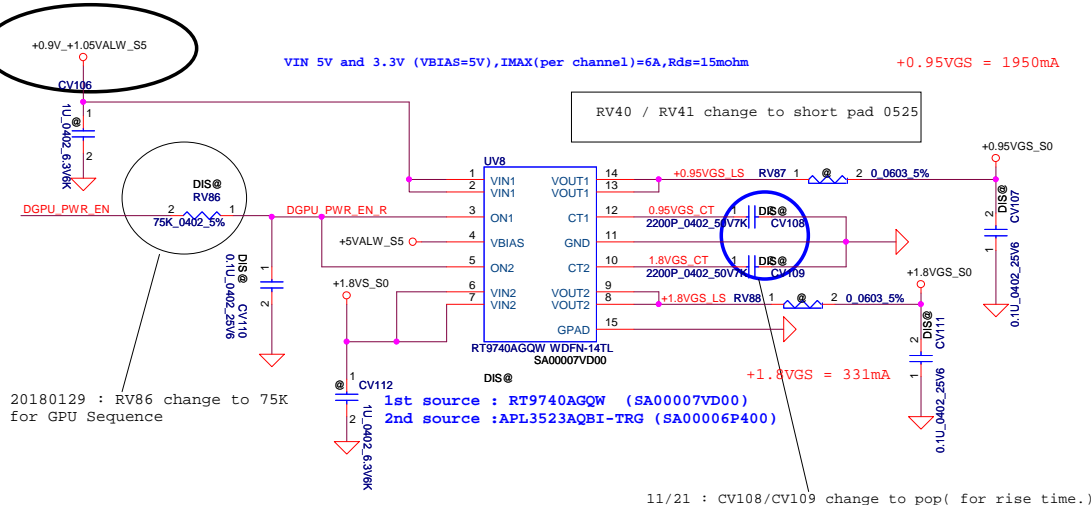 +0.9V_+1.05VALW_S5
VIN 5V and 3.3V (VBIAS=5V),IMAX(per channel)=6A,Rds=15mohm
+0.95VGS = 1950mA
CV106
1U_0402_6.3V6K
@
1
2
RV40 / RV41 change to short pad 0525
DGPU_PWR_EN
DIS@
RV86
2
1
75K_0402_5%
DGPU_PWR_EN_R
DIS@
0.1U_0402_25V6
CV110
1
2
+5VALW_S5
+1.8VS_S0
@
CV112
1U_0402_6.3V6K
1
2
UV8
1 VIN1 VOUT1 14
2 VIN1 VOUT1 13
3 ON1 CT1 12
4 VBIAS GND 11
5 ON2 CT2 10
6 VIN2 VOUT2 9
7 VIN2 VOUT2 8
GPAD 15
RT9740AGQW WDFN-14TL
SA00007VD00
DIS@
+0.95VGS_LS RV87 1 @ 2 0_0603_5%
+0.95VGS_S0
0.95VGS_CT 1 DIS@
2200P_0402_50V7K CV108
1.8VGS_CT 1 DIS@
2200P_0402_50V7K CV109
+1.8VGS_LS RV88 1 @ 2 0_0603_5%
+1.8VGS_S0
DIS@
CV107
0.1U_0402_25V6
2
1
DIS@
CV111
0.1U_0402_25V6
2
1
+1.8VGS = 331mA
20180129 : RV86 change to 75K
for GPU Sequence
1st source : RT9740AGQW (SA00007VD00)
2nd source :APL3523AQBI-TRG (SA00006P400)
11/21 : CV108/CV109 change to pop( for rise time.)